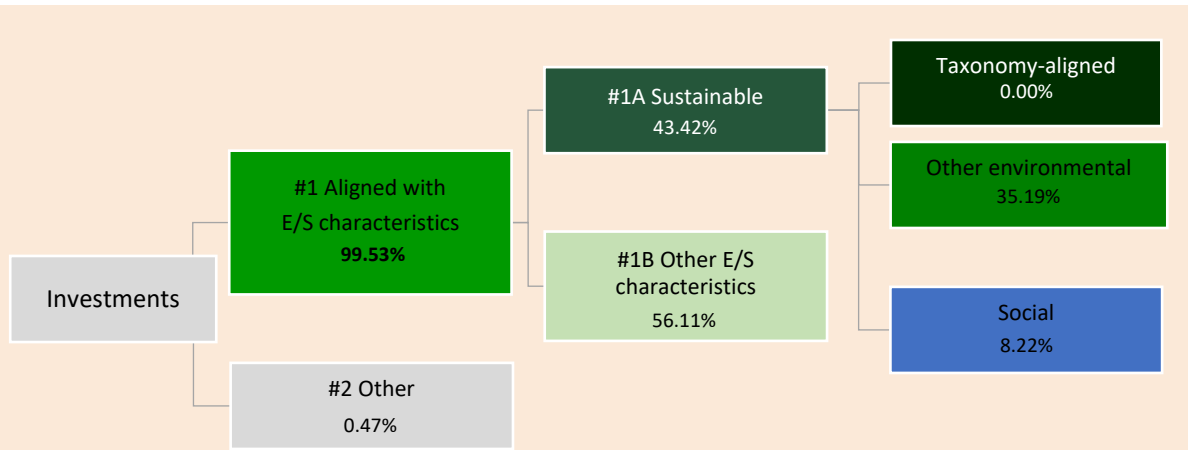 Investments
#1 Aligned with
E/S characteristics
99.53%
#2 Other
0.47%
#1A Sustainable
43.42%
#1B Other E/S
characteristics
56.11%
Taxonomy-aligned
0.00%
Other environmental
35.19%
Social
8.22%